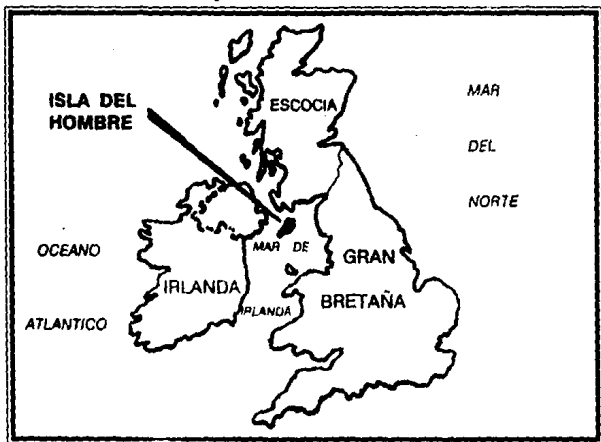 ISLA DEL
HOMBRE
ESCOCIA
MAR
DEL
NORTE
OCEANO
ATLANTICO
MAR DE
IRLANDA
IRLANDA
GRAN
BRETAÑA